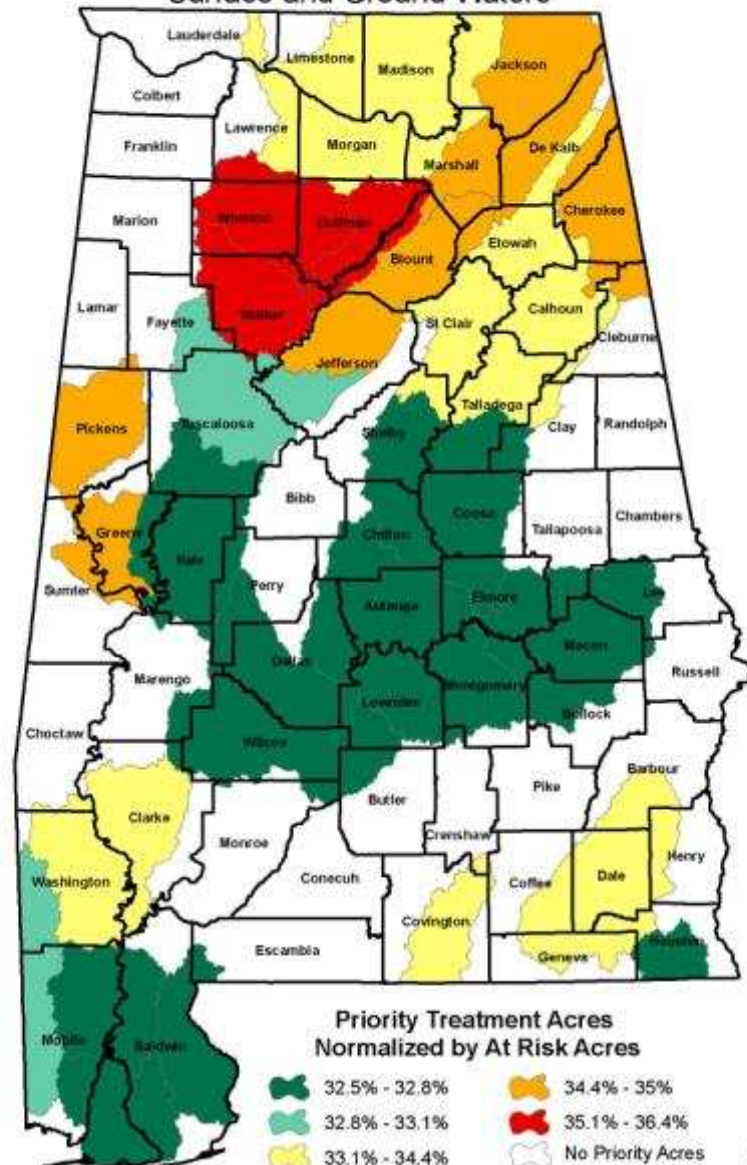 Surface and Ground Waters
Lauderdale
Limestone
Madison
Jackson
Colbert
Lawrence
Franklin
Morgan
Marshall
De Kalb
Marion
Winston
Cullman
Cherokee
Blount
Etowah
Lamar
Fayette
Walker
St Clair
Calhoun
Cleburne
Jefferson
Pickens
Tuscaloosa
Talladega
Shelby
Clay
Randolph
Bibb
Greene
Hale
Chilton
Coosa
Tallapoosa
Chambers
Sumter
Perry
Autauga
Elmore
Lee
Macon
Marengo
Dallas
Lowndes
Montgomery
Russell
Bullock
Choctaw
Wilcox
Clarke
Butler
Pike
Barbour
Monroe
Crenshaw
Washington
Conecuh
Coffee
Dale
Henry
Covington
Escambia
Geneva
Houston
Mobile
Baldwin
Priority Treatment Acres
Normalized by At Risk Acres
32.5% - 32.8%
34.4% - 35%
32.8% - 33.1%
35.1% - 36.4%
33.1% - 34.4%
No Priority Acres